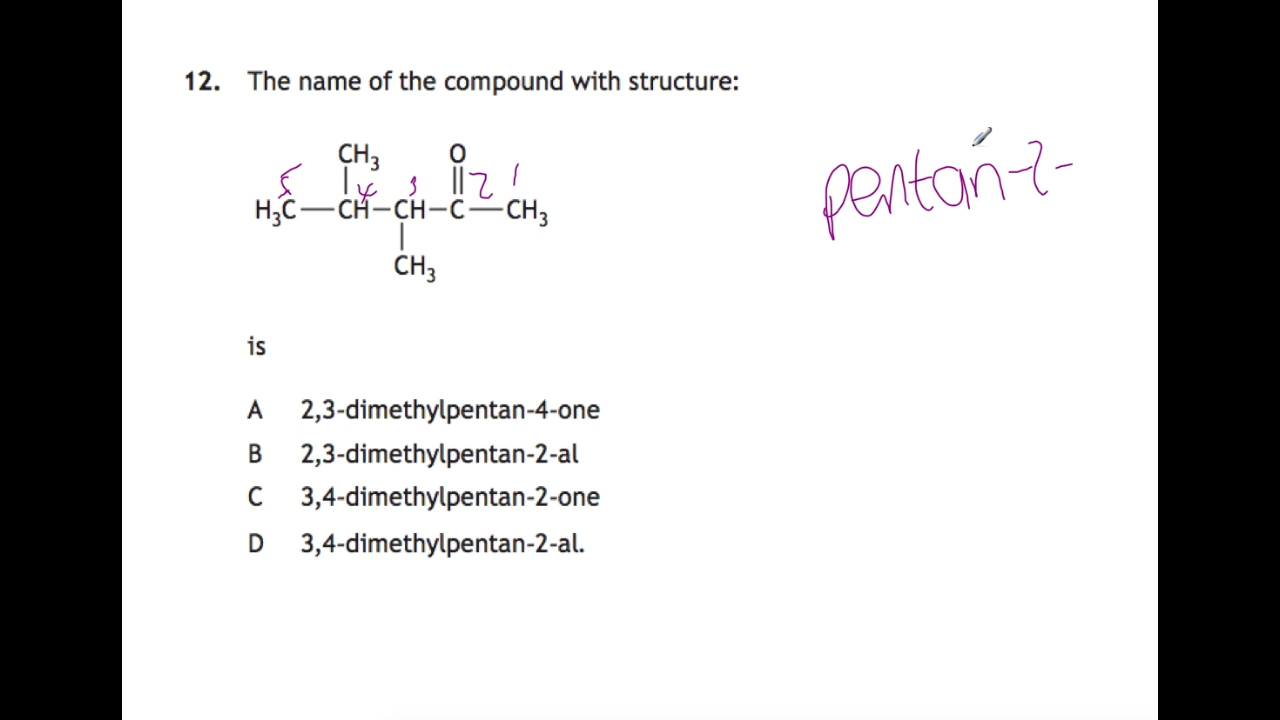 12. The name of the compound with structure:
CH₃ O
5 4 3 2 1
H₃C—CH—CH—C—CH₃
CH₃
pentan-2-
is
A 2,3-dimethylpentan-4-one
B 2,3-dimethylpentan-2-al
C 3,4-dimethylpentan-2-one
D 3,4-dimethylpentan-2-al.